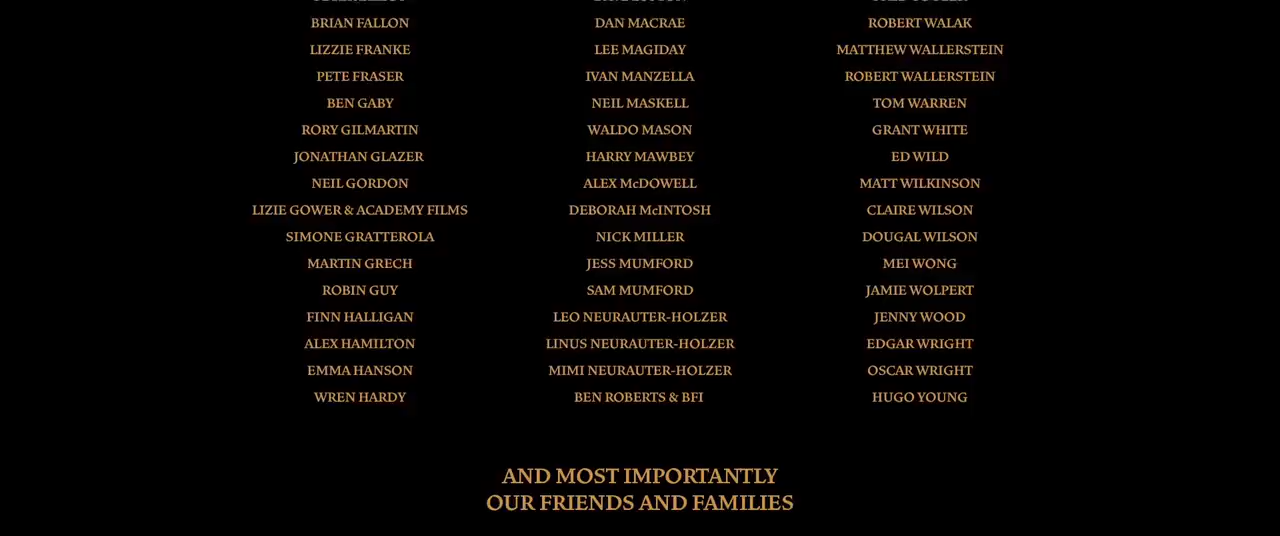 BRIAN FALLON DAN MACRAE ROBERT WALAK
LIZZIE FRANKE LEE MAGIDAY MATTHEW WALLERSTEIN
PETE FRASER IVAN MANZELLA ROBERT WALLERSTEIN
BEN GABY NEIL MASKELL TOM WARREN
RORY GILMARTIN WALDO MASON GRANT WHITE
JONATHAN GLAZER HARRY MAWBEY ED WILD
NEIL GORDON ALEX McDOWELL MATT WILKINSON
LIZIE GOWER & ACADEMY FILMS DEBORAH McINTOSH CLAIRE WILSON
SIMONE GRATTEROLA NICK MILLER DOUGAL WILSON
MARTIN GRECH JESS MUMFORD MEI WONG
ROBIN GUY SAM MUMFORD JAMIE WOLPERT
FINN HALLIGAN LEO NEURAUTER-HOLZER JENNY WOOD
ALEX HAMILTON LINUS NEURAUTER-HOLZER EDGAR WRIGHT
EMMA HANSON MIMI NEURAUTER-HOLZER OSCAR WRIGHT
WREN HARDY BEN ROBERTS & BFI HUGO YOUNG
AND MOST IMPORTANTLY
OUR FRIENDS AND FAMILIES